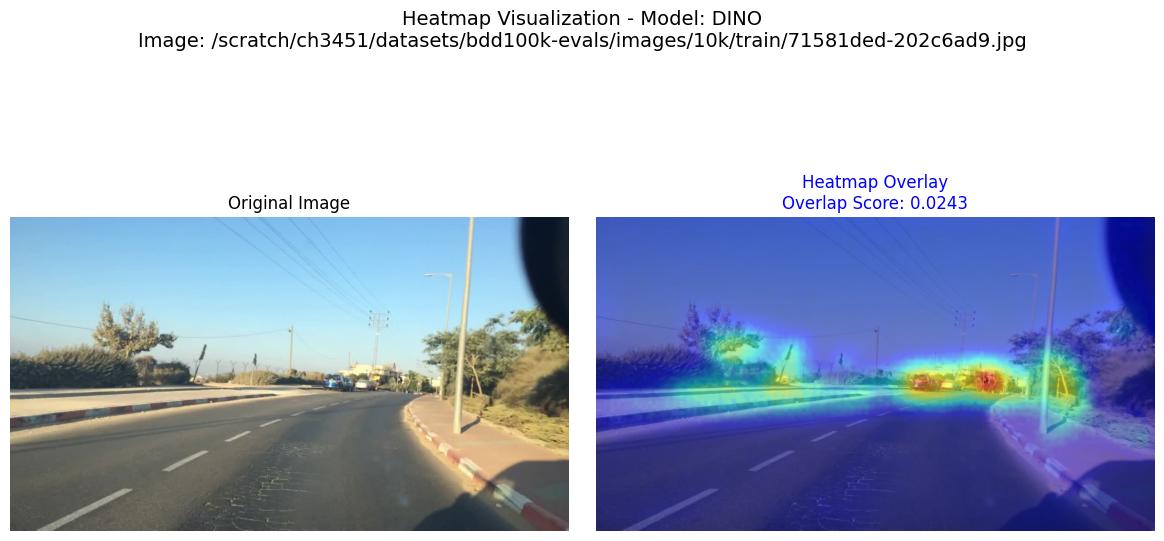 Heatmap Visualization - Model: DINO
Image: /scratch/ch3451/datasets/bdd100k-evals/images/10k/train/71581ded-202c6ad9.jpg
Original Image
Heatmap Overlay
Overlap Score: 0.0243